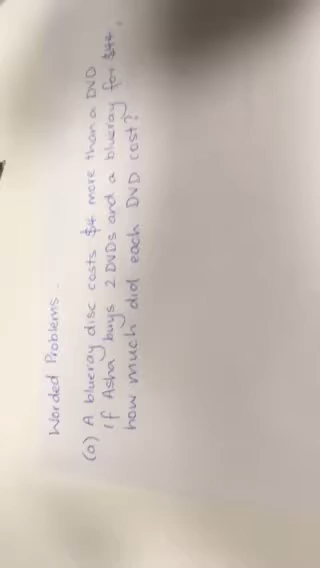 Worded Problems.
(a) A blueray disc costs $4 more than a DVD
If Asha buys 2 DVDs and a blueray for $44,
how much did each DVD cost?